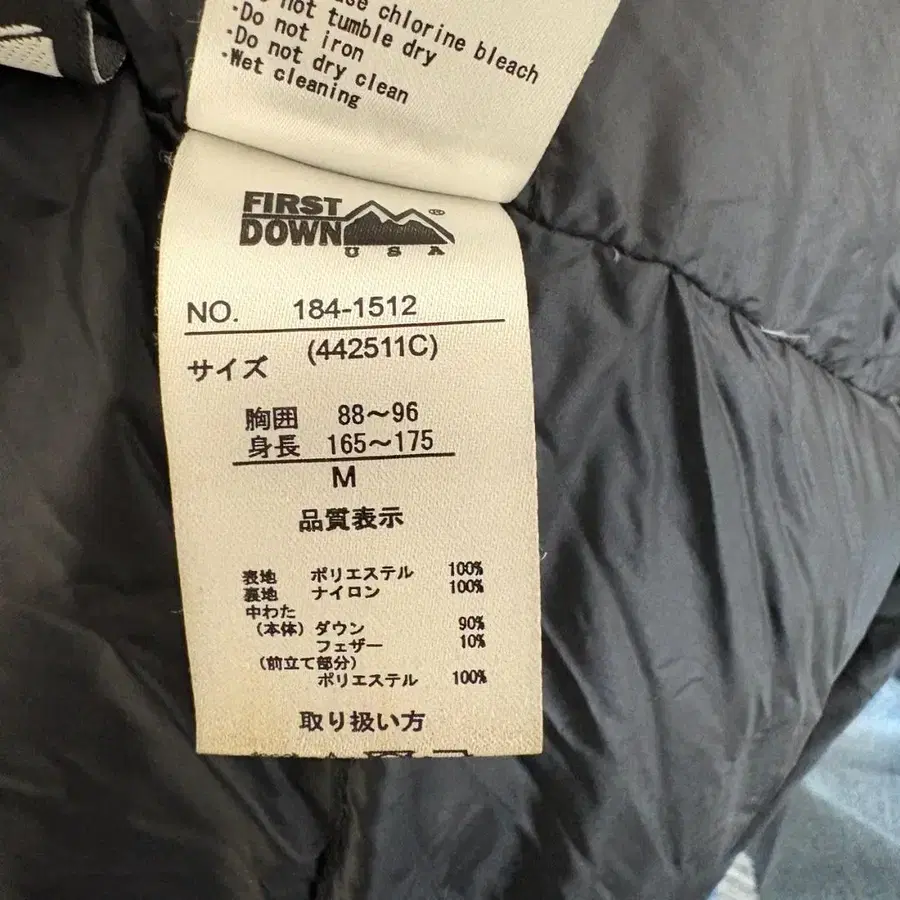 chlorine bleach
not tumble dry
·Do not iron
·Do not dry clean
·Wet cleaning
FIRST
DOWN
USA
®
NO. 184-1512
サイズ (442511C)
胸囲 88～96
身長 165～175
M
品質表示
表地 ポリエステル 100%
裏地 ナイロン 100%
中わた
(本体) ダウン 90%
フェザー 10%
(前立て部分)
ポリエステル 100%
取り扱い方